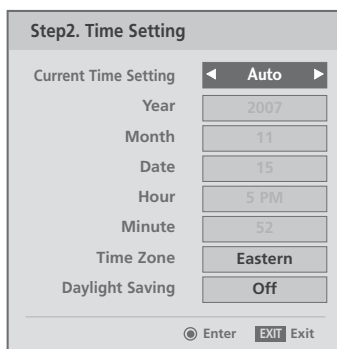 Step2. Time Setting
Current Time Setting ◀ Auto ▶
Year 2007
Month 11
Date 15
Hour 5 PM
Minute 52
Time Zone Eastern
Daylight Saving Off
Enter EXIT Exit